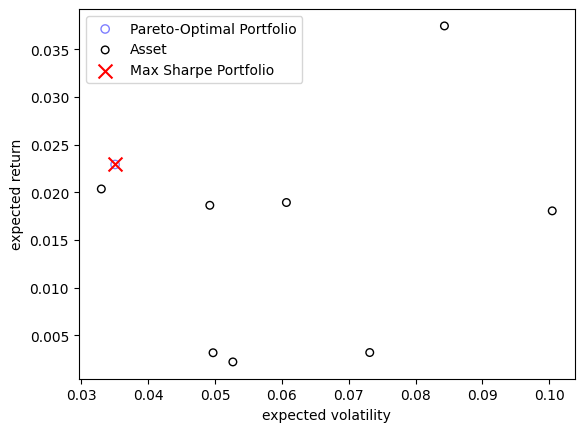 Pareto-Optimal Portfolio
Asset
Max Sharpe Portfolio
0.035
0.030
0.025
0.020
0.015
0.010
0.005
expected return
0.03 0.04 0.05 0.06 0.07 0.08 0.09 0.10
expected volatility